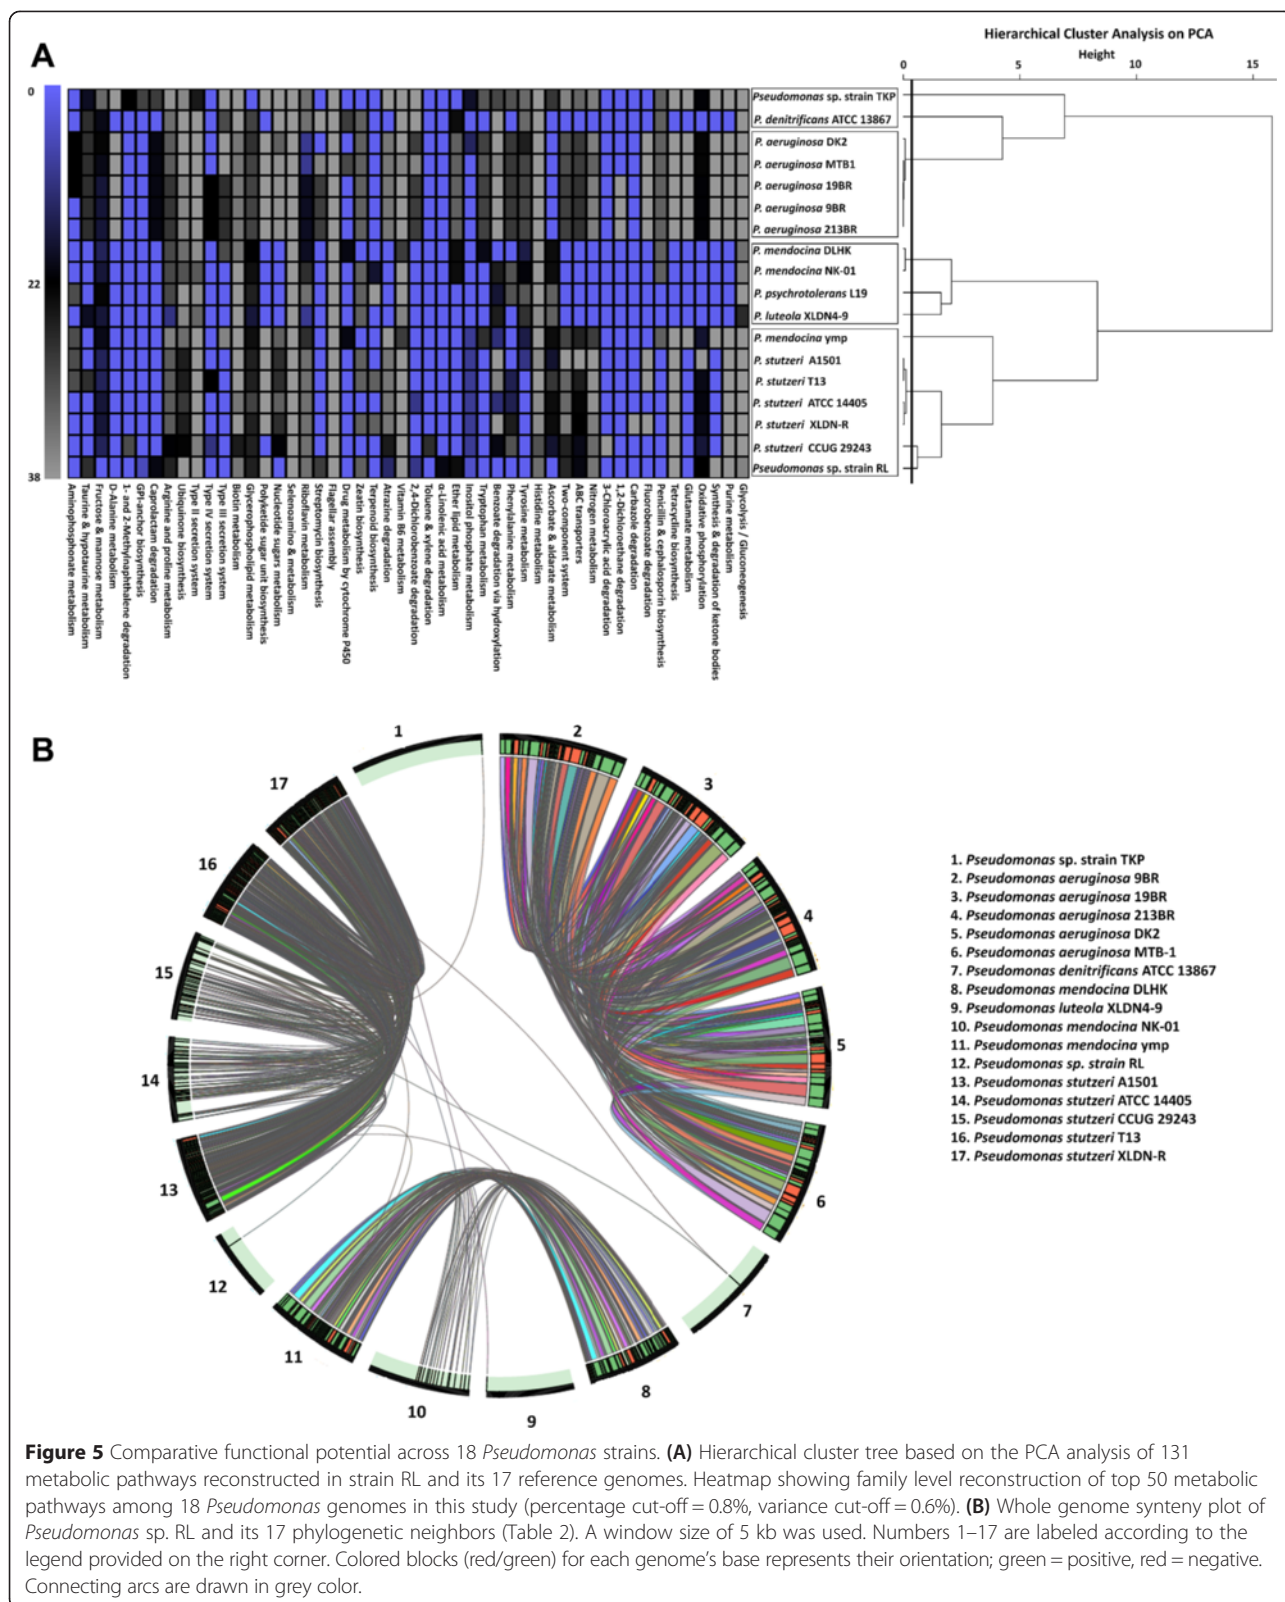 A
Hierarchical Cluster Analysis on PCA
Height
0 5 10 15
0
22
38
Pseudomonas sp. strain TKP
P. denitrificans ATCC 13867
P. aeruginosa DK2
P. aeruginosa MTB1
P. aeruginosa 19BR
P. aeruginosa 9BR
P. aeruginosa 213BR
P. mendocina DLHK
P. mendocina NK-01
P. psychrotolerans L19
P. luteola XLDN4-9
P. mendocina ymp
P. stutzeri A1501
P. stutzeri T13
P. stutzeri ATCC 14405
P. stutzeri XLDN-R
P. stutzeri CCUG 29243
Pseudomonas sp. strain RL
Aminophosphonate metabolism
Taurine & hypotaurine metabolism
Fructose & mannose metabolism
D-Alanine metabolism
1- and 2-Methylnaphthalene degradation
GPI-anchor biosynthesis
Caprolactam degradation
Arginine and proline metabolism
Ubiquinone biosynthesis
Type II secretion system
Type IV secretion system
Type III secretion system
Biotin metabolism
Glycerophospholipid metabolism
Polyketide sugar unit biosynthesis
Nucleotide sugars metabolism
Selenoamino & metabolism
Riboflavin metabolism
Streptomycin biosynthesis
Flagellar assembly
Drug metabolism by cytochrome P450
Zeatin biosynthesis
Terpenoid biosynthesis
Atrazine degradation
Vitamin B6 metabolism
2,4-Dichlorobenzoate degradation
Toluene & xylene degradation
α-Linolenic acid metabolism
Ether lipid metabolism
Inositol phosphate metabolism
Tryptophan metabolism
Benzoate degradation via hydroxylation
Phenylalanine metabolism
Tyrosine metabolism
Histidine metabolism
Ascorbate & aldarate metabolism
Two-component system
ABC transporters
Nitrogen metabolism
3-Chloroacrylic acid degradation
1,2-Dichloroethane degradation
Carbazole degradation
Fluorobenzoate degradation
Penicillin & cephalosporin biosynthesis
Tetracycline biosynthesis
Glutamate metabolism
Oxidative phosphorylation
Synthesis & degradation of ketone bodies
Purine metabolism
Glycolysis / Gluconeogenesis
B
1
2
3
4
5
6
7
8
9
10
11
12
13
14
15
16
17
1. Pseudomonas sp. strain TKP
2. Pseudomonas aeruginosa 9BR
3. Pseudomonas aeruginosa 19BR
4. Pseudomonas aeruginosa 213BR
5. Pseudomonas aeruginosa DK2
6. Pseudomonas aeruginosa MTB-1
7. Pseudomonas denitrificans ATCC 13867
8. Pseudomonas mendocina DLHK
9. Pseudomonas luteola XLDN4-9
10. Pseudomonas mendocina NK-01
11. Pseudomonas mendocina ymp
12. Pseudomonas sp. strain RL
13. Pseudomonas stutzeri A1501
14. Pseudomonas stutzeri ATCC 14405
15. Pseudomonas stutzeri CCUG 29243
16. Pseudomonas stutzeri T13
17. Pseudomonas stutzeri XLDN-R
Figure 5 Comparative functional potential across 18 Pseudomonas strains. (A) Hierarchical cluster tree based on the PCA analysis of 131
metabolic pathways reconstructed in strain RL and its 17 reference genomes. Heatmap showing family level reconstruction of top 50 metabolic
pathways among 18 Pseudomonas genomes in this study (percentage cut-off = 0.8%, variance cut-off = 0.6%). (B) Whole genome synteny plot of
Pseudomonas sp. RL and its 17 phylogenetic neighbors (Table 2). A window size of 5 kb was used. Numbers 1–17 are labeled according to the
legend provided on the right corner. Colored blocks (red/green) for each genome's base represents their orientation; green = positive, red = negative.
Connecting arcs are drawn in grey color.